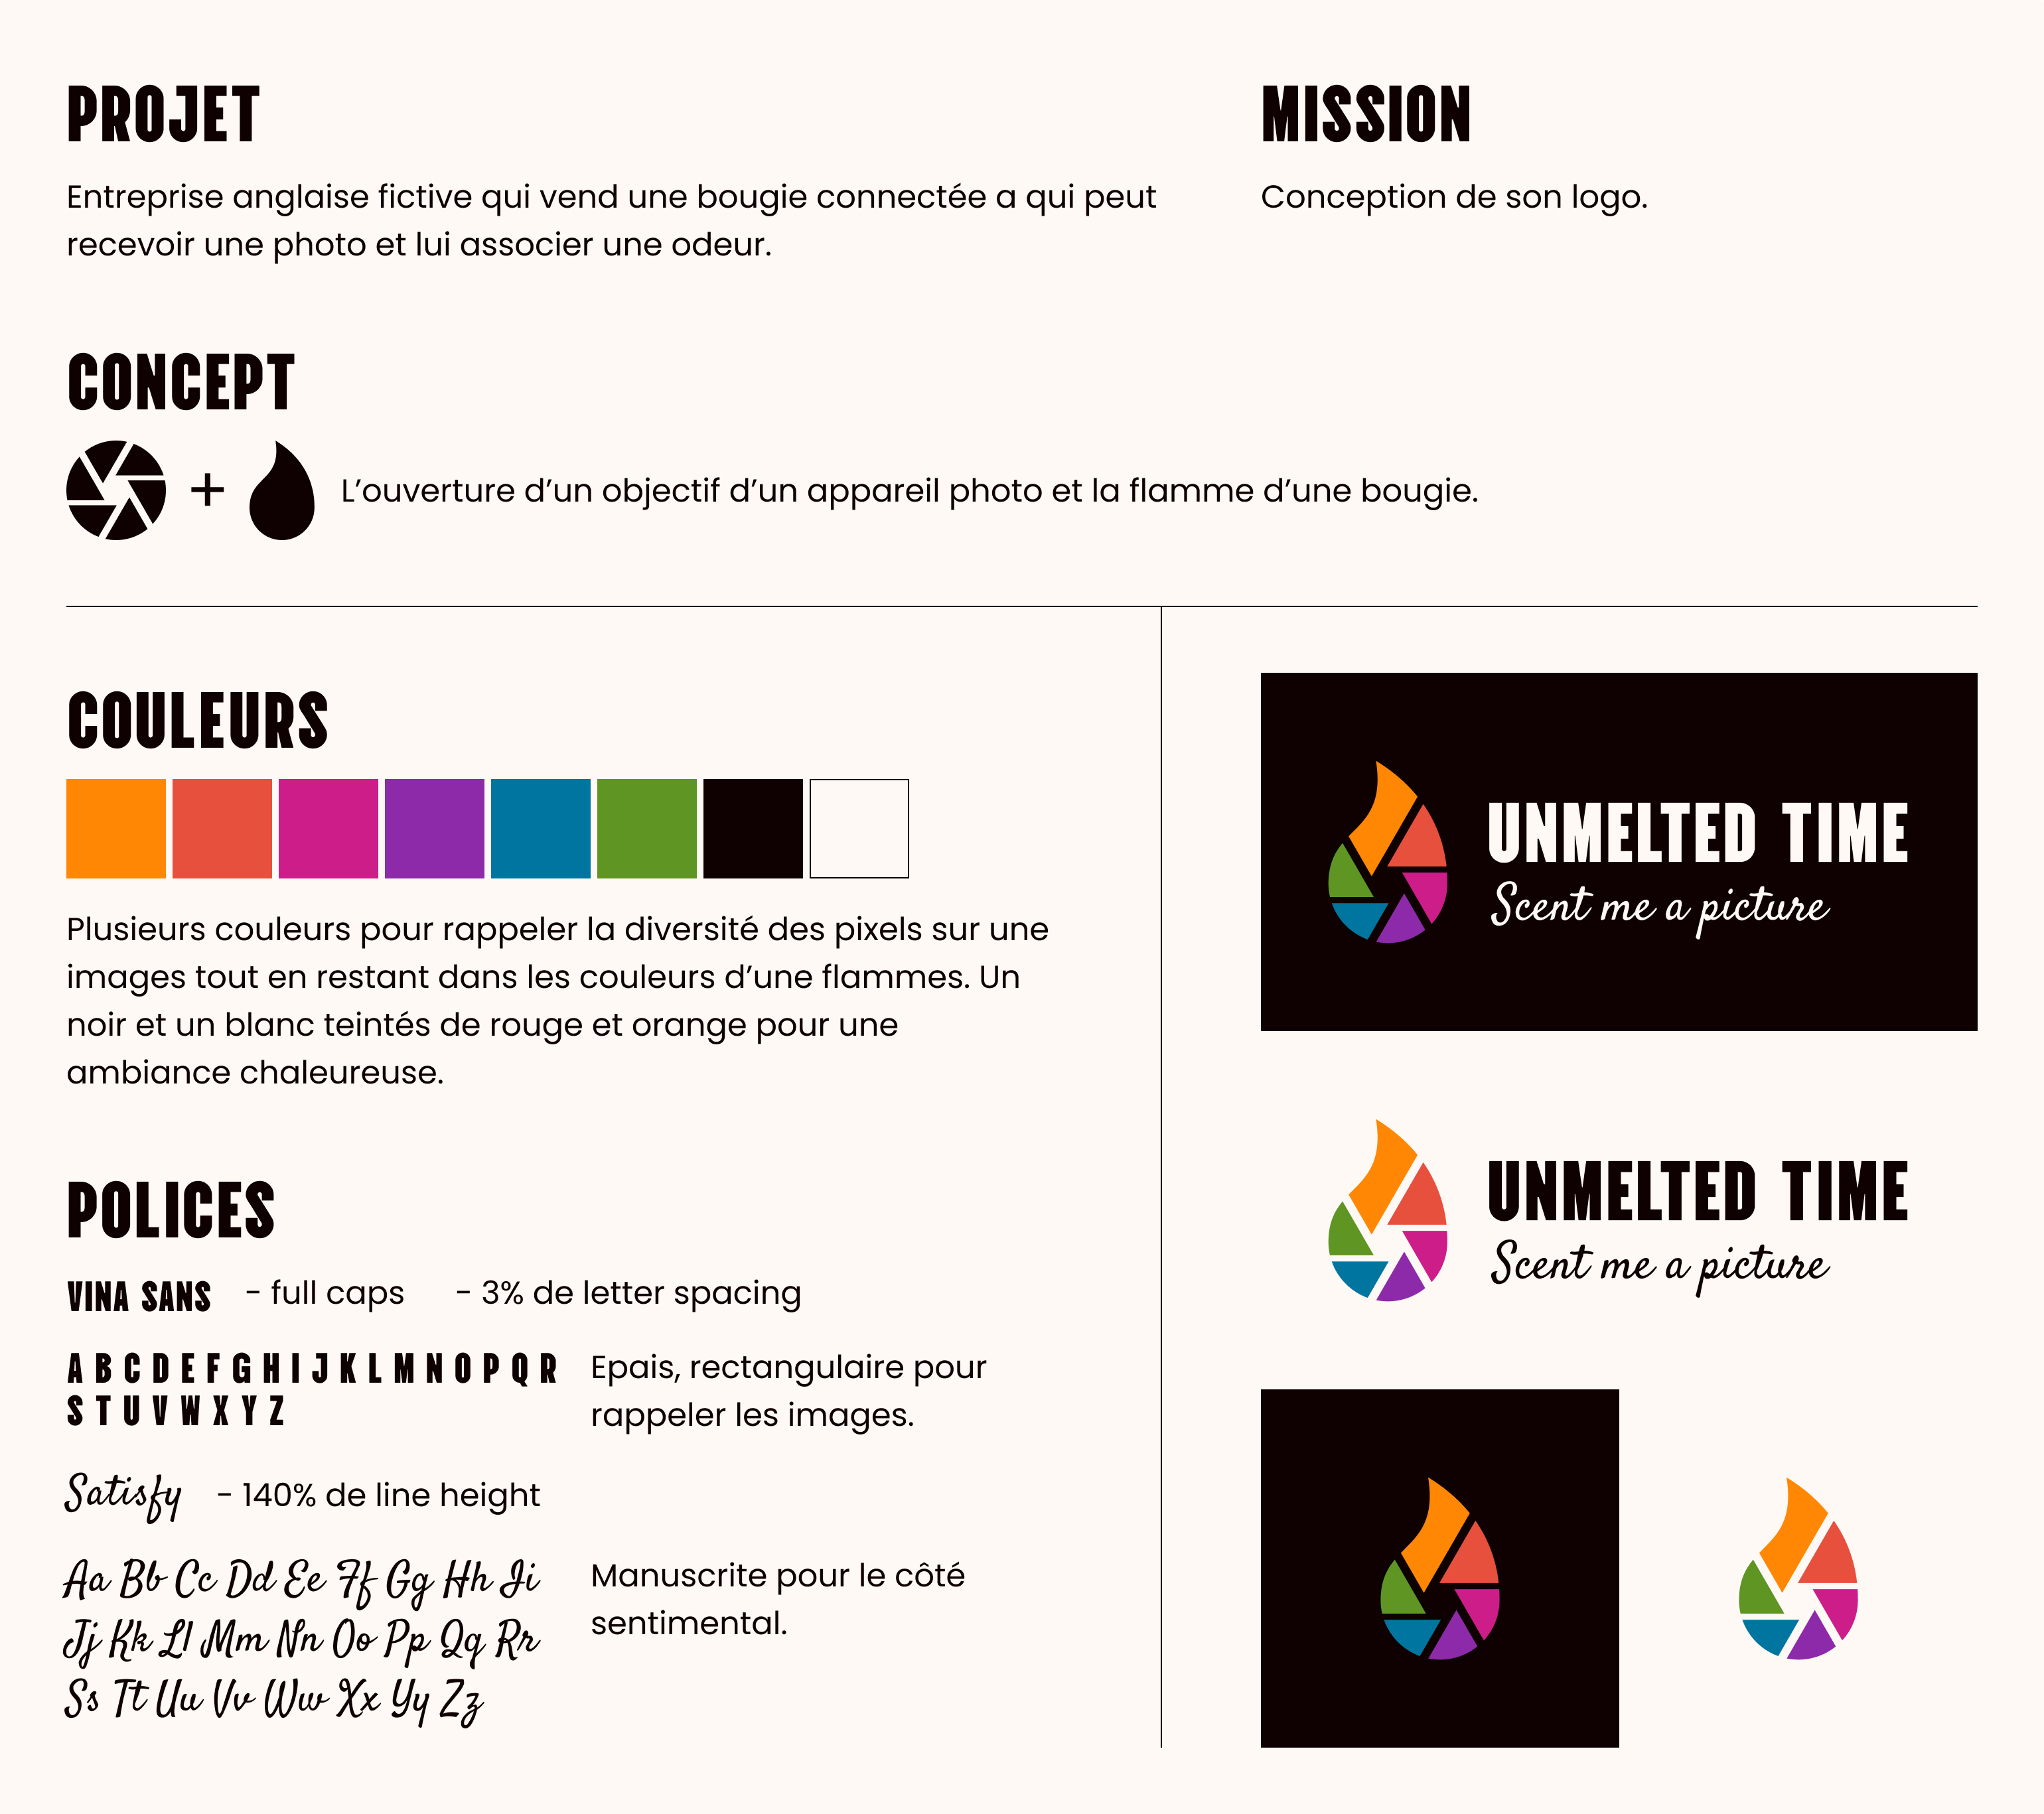 PROJET
Entreprise anglaise fictive qui vend une bougie connectée a qui peut
recevoir une photo et lui associer une odeur.
MISSION
Conception de son logo.
CONCEPT
+
L’ouverture d’un objectif d’un appareil photo et la flamme d’une bougie.
COULEURS
Plusieurs couleurs pour rappeler la diversité des pixels sur une
images tout en restant dans les couleurs d’une flammes. Un
noir et un blanc teintés de rouge et orange pour une
ambiance chaleureuse.
POLICES
VINA SANS - full caps - 3% de letter spacing
A B C D E F G H I J K L M N O P Q R
S T U V W X Y Z
Epais, rectangulaire pour
rappeler les images.
Satisfy - 140% de line height
Aa Bb Cc Dd Ee Ff Gg Hh Ii
Jj Kk Ll Mm Nn Oo Pp Qq Rr
Ss Tt Uu Vv Ww Xx Yy Zz
Manuscrite pour le côté
sentimental.
UNMELTED TIME
Scent me a picture
UNMELTED TIME
Scent me a picture